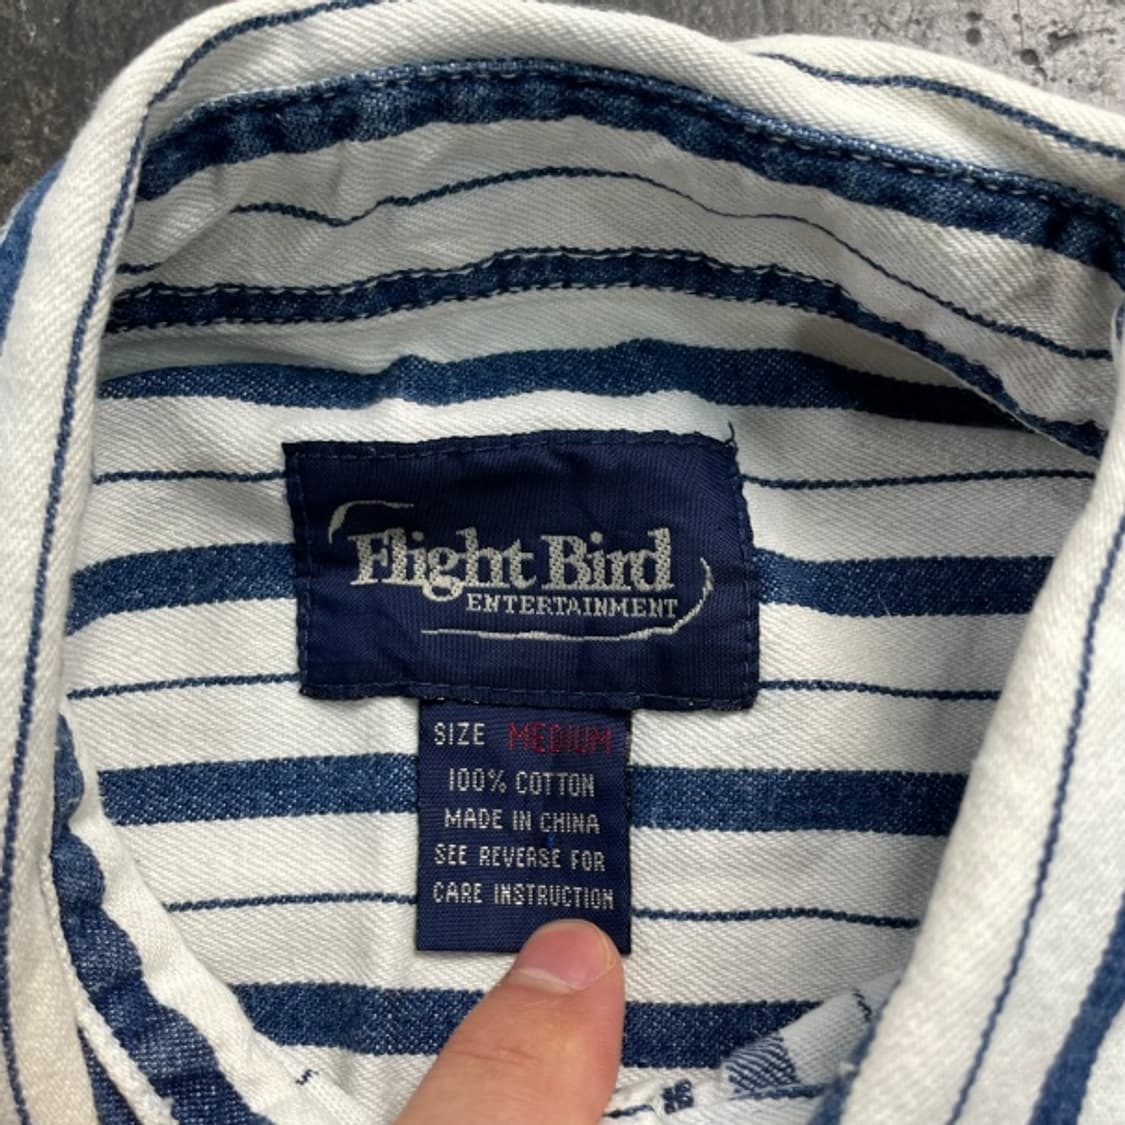 Flight Bird
ENTERTAINMENT
SIZE MEDIUM
100% COTTON
MADE IN CHINA
SEE REVERSE FOR
CARE INSTRUCTION